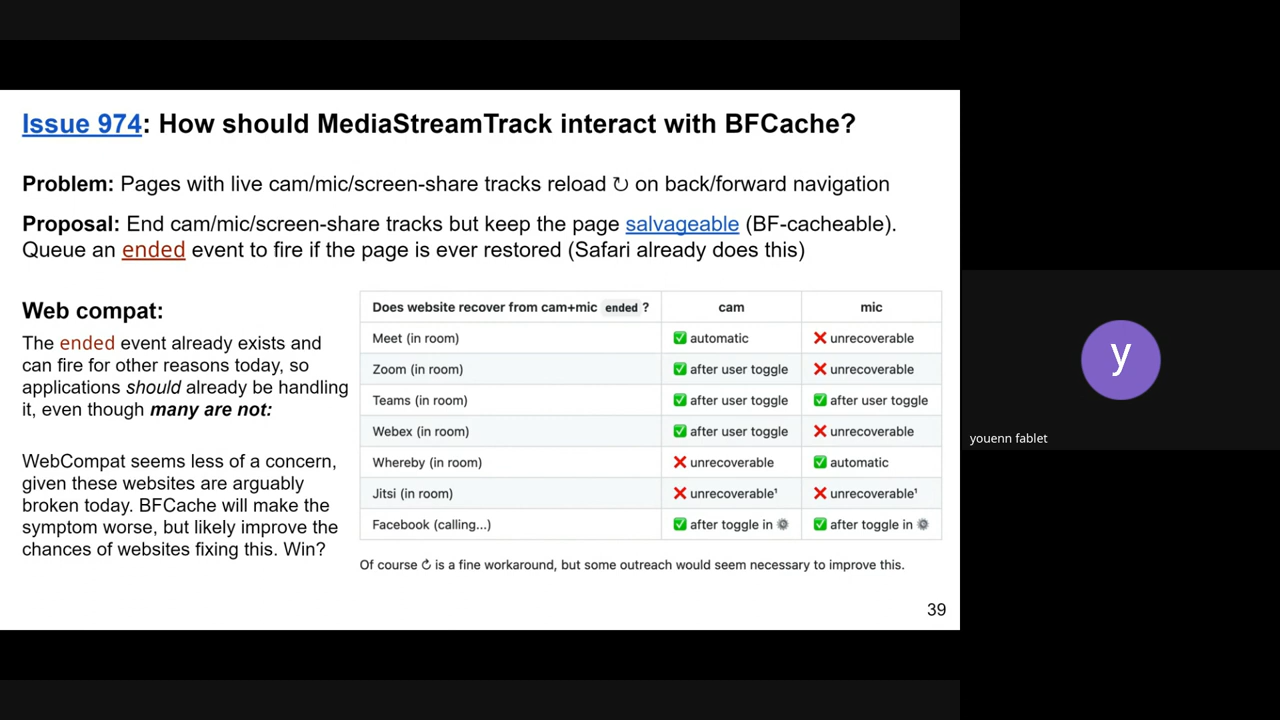 Issue 974: How should MediaStreamTrack interact with BFCache?
Problem: Pages with live cam/mic/screen-share tracks reload ↻ on back/forward navigation
Proposal: End cam/mic/screen-share tracks but keep the page salvageable (BF-cacheable).
Queue an ended event to fire if the page is ever restored (Safari already does this)
Web compat:
The ended event already exists and
can fire for other reasons today, so
applications should already be handling
it, even though many are not:
WebCompat seems less of a concern,
given these websites are arguably
broken today. BFCache will make the
symptom worse, but likely improve the
chances of websites fixing this. Win?
Does website recover from cam+mic ended ? cam mic
Meet (in room) ✅ automatic ❌ unrecoverable
Zoom (in room) ✅ after user toggle ❌ unrecoverable
Teams (in room) ✅ after user toggle ✅ after user toggle
Webex (in room) ✅ after user toggle ❌ unrecoverable
Whereby (in room) ❌ unrecoverable ✅ automatic
Jitsi (in room) ❌ unrecoverable¹ ❌ unrecoverable¹
Facebook (calling...) ✅ after toggle in ⚙ ✅ after toggle in ⚙
Of course ↻ is a fine workaround, but some outreach would seem necessary to improve this.
39
y
youenn fablet